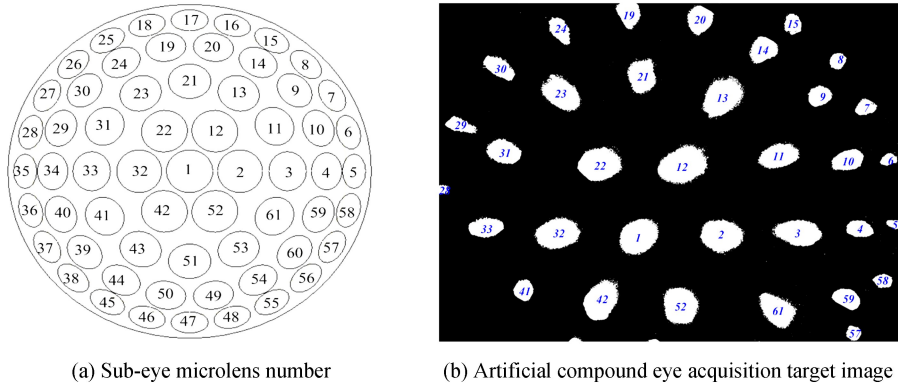 17
18 16
25 19 20 15
26 24 21 14 8
27 30 23 13 9 7
28 29 31 22 12 11 10 6
35 34 33 32 1 2 3 4 5
36 40 41 42 52 61 59 58
37 39 43 51 53 60 57
38 44 50 49 54 56
45 46 47 48 55
(a) Sub-eye microlens number
19 20 15
24 14
30 21 8
23 13 9 7
29
31 22 12 11 10 6
33 32 1 2 3 4 5
41 42 52 61 59 58
57
(b) Artificial compound eye acquisition target image